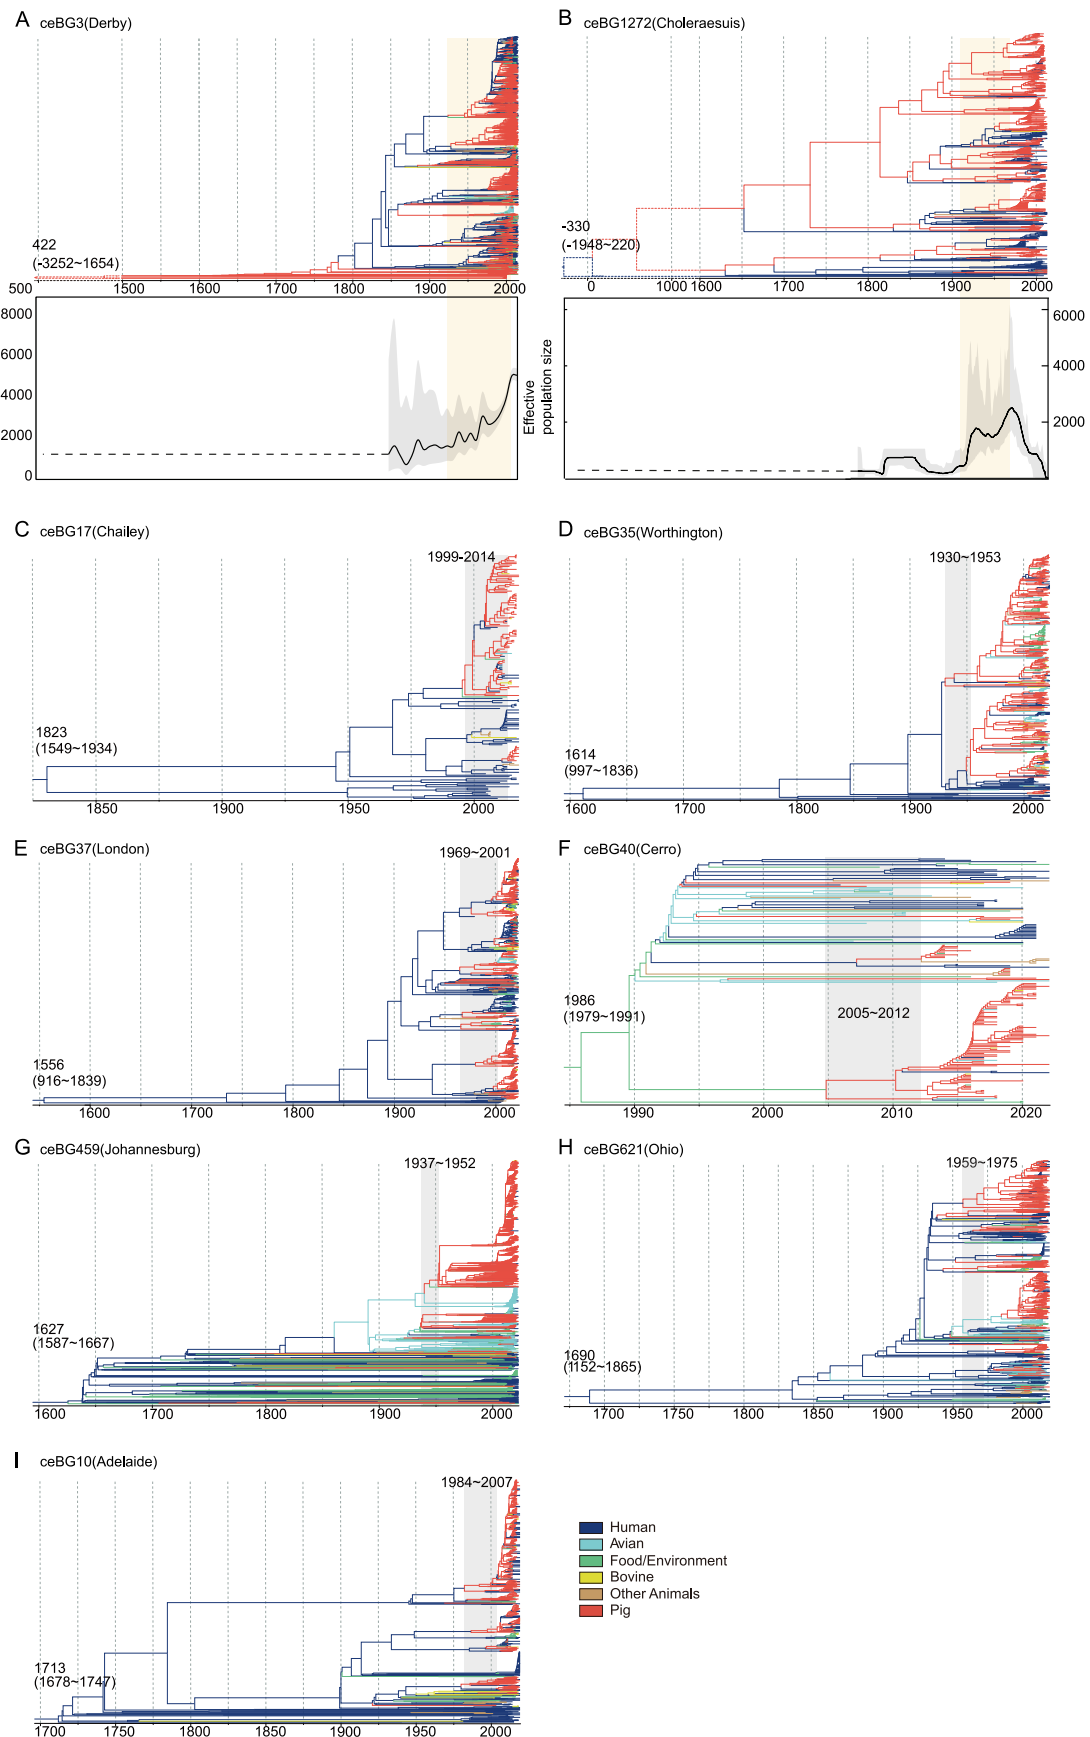 A ceBG3(Derby)
422
(-3252~1654)
500 1500 1600 1700 1800 1900 2000
8000
6000
4000
2000
0
B ceBG1272(Choleraesuis)
-330
(-1948~220)
0 1000 1600 1700 1800 1900 2000
Effective
population size
6000
4000
2000
C ceBG17(Chailey)
1999-2014
1823
(1549~1934)
1850 1900 1950 2000
D ceBG35(Worthington)
1930~1953
1614
(997~1836)
1600 1700 1800 1900 2000
E ceBG37(London)
1969~2001
1556
(916~1839)
1600 1700 1800 1900 2000
F ceBG40(Cerro)
1986
(1979~1991)
2005~2012
1990 2000 2010 2020
G ceBG459(Johannesburg)
1937~1952
1627
(1587~1667)
1600 1700 1800 1900 2000
H ceBG621(Ohio)
1959~1975
1690
(1152~1865)
1700 1750 1800 1850 1900 1950 2000
I ceBG10(Adelaide)
1984~2007
1713
(1678~1747)
1700 1750 1800 1850 1900 1950 2000
Human
Avian
Food/Environment
Bovine
Other Animals
Pig